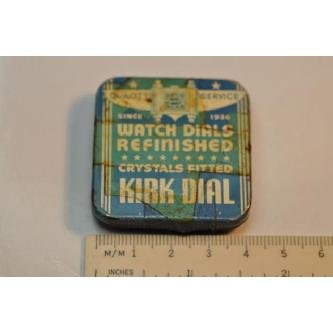 QUALITY SERVICE
SINCE 1936
WATCH DIALS
REFINISHED
CRYSTALS FITTED
KIRK DIAL
M/M 1 2 3 4 5 6
INCHES 1 2